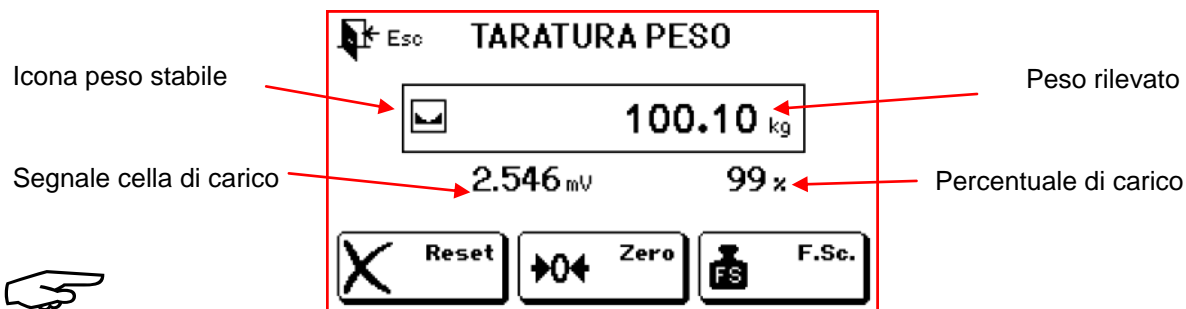 Esc TARATURA PESO
Icona peso stabile
Peso rilevato
100.10 kg
Segnale cella di carico
2.546 mV 99 %
Percentuale di carico
Reset
→0← Zero
FS F.Sc.